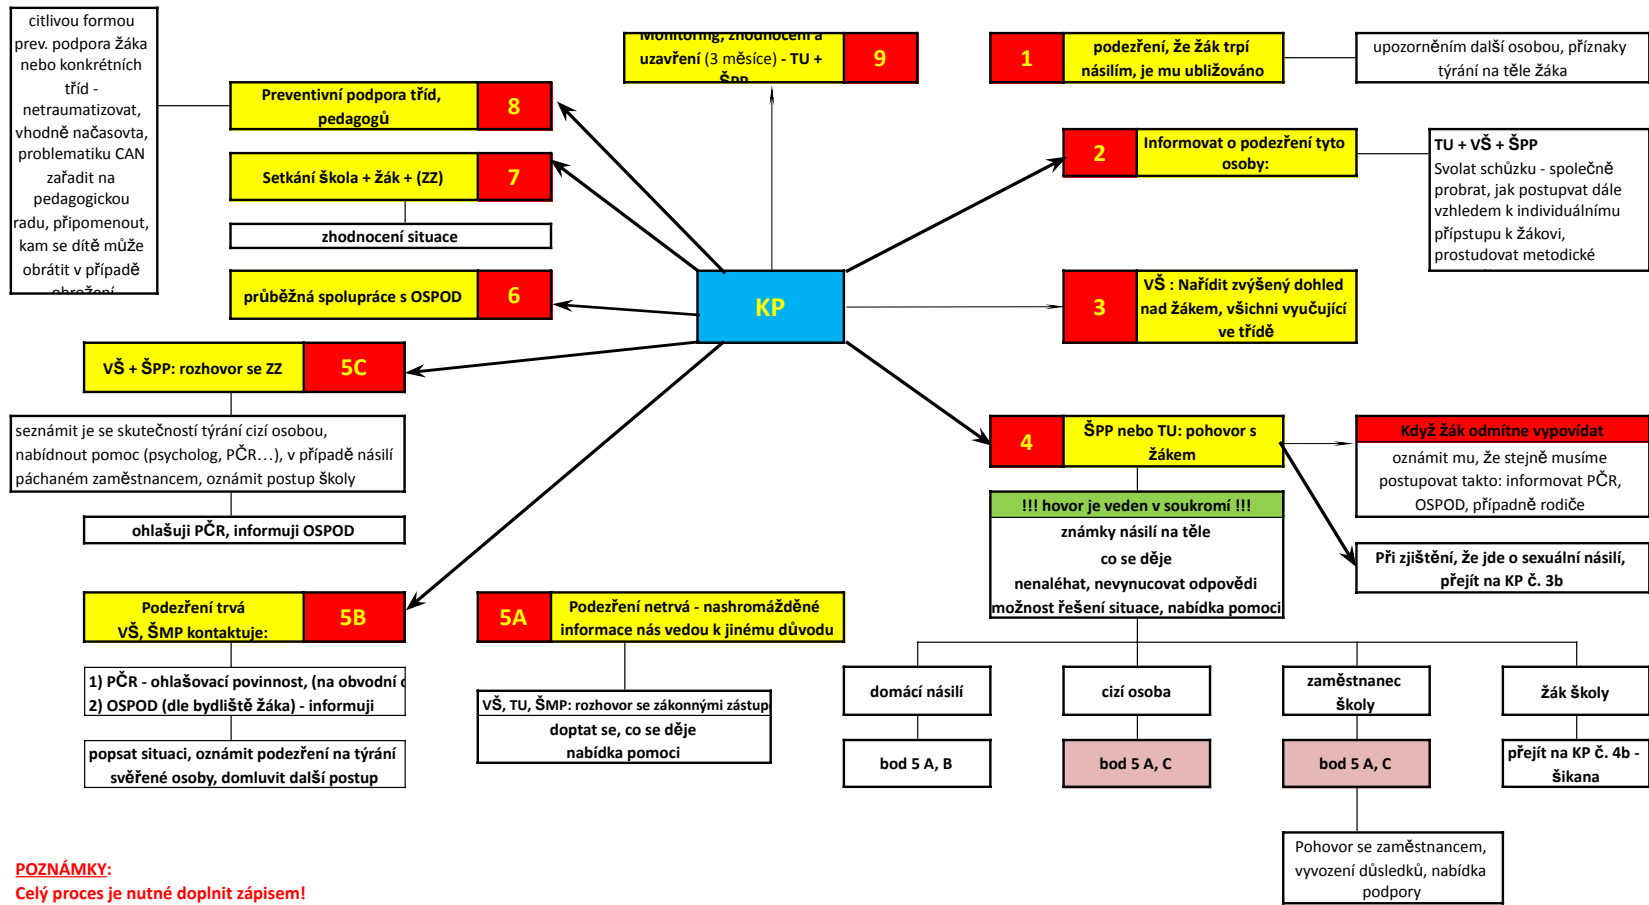 citlivou formou
prev. podpora žáka
nebo konkrétních
tříd -
netraumatizovat,
vhodně načasovta,
problematiku CAN
zařadit na
pedagogickou
radu, připomenout,
kam se dítě může
obrátit v případě
ohrožení
Preventivní podpora tříd,
pedagogů
8
Setkání škola + žák + (ZZ)
7
zhodnocení situace
průběžná spolupráce s OSPOD
6
VŠ + ŠPP: rozhovor se ZZ
5C
seznámit je se skutečností týrání cizí osobou,
nabídnout pomoc (psycholog, PČR…), v případě násilí
páchaném zaměstnancem, oznámit postup školy
ohlašuji PČR, informuji OSPOD
Podezření trvá
VŠ, ŠMP kontaktuje:
5B
1) PČR - ohlašovací povinnost, (na obvodní
2) OSPOD (dle bydliště žáka) - informuji
popsat situaci, oznámit podezření na týrání
svěřené osoby, domluvit další postup
Monitoring, zhodnocení a
uzavření (3 měsíce) - TU +
ŠPP
9
KP
5A
Podezření netrvá - nashromážděné
informace nás vedou k jinému důvodu
VŠ, TU, ŠMP: rozhovor se zákonnými zástup
doptat se, co se děje
nabídka pomoci
1
podezření, že žák trpí
násilím, je mu ubližováno
upozorněním další osobou, příznaky
týrání na těle žáka
2
Informovat o podezření tyto
osoby:
TU + VŠ + ŠPP
Svolat schůzku - společně
probrat, jak postupvat dále
vzhledem k individuálnímu
přípstupu k žákovi,
prostudovat metodické
3
VŠ : Nařídit zvýšený dohled
nad žákem, všichni vyučující
ve třídě
4
ŠPP nebo TU: pohovor s
žákem
Když žák odmítne vypovídat
oznámit mu, že stejně musíme
postupovat takto: informovat PČR,
OSPOD, případně rodiče
Při zjištění, že jde o sexuální násilí,
přejít na KP č. 3b
!!! hovor je veden v soukromí !!!
známky násilí na těle
co se děje
nenaléhat, nevynucovat odpovědi
možnost řešení situace, nabídka pomoci
domácí násilí
cizí osoba
zaměstnanec
školy
žák školy
bod 5 A, B
bod 5 A, C
bod 5 A, C
přejít na KP č. 4b -
šikana
Pohovor se zaměstnancem,
vyvození důsledků, nabídka
podpory
POZNÁMKY:
Celý proces je nutné doplnit zápisem!